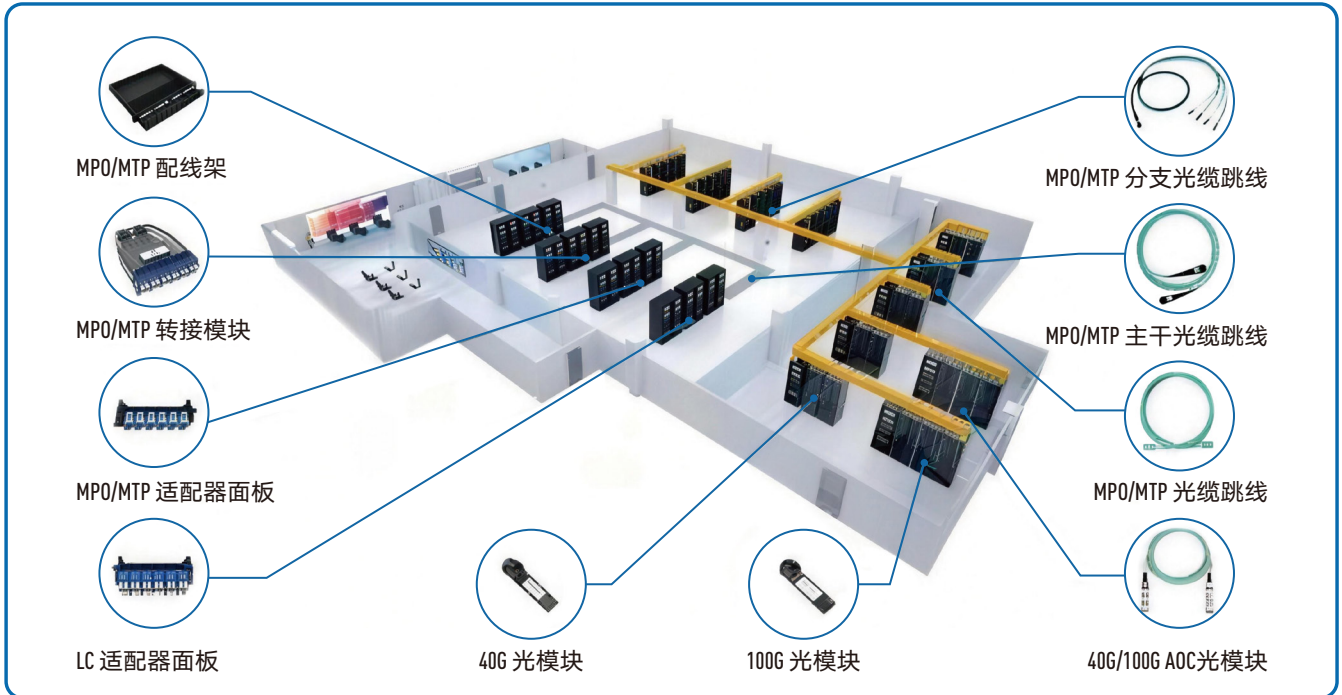 MPO/MTP 配线架
MPO/MTP 分支光缆跳线
MPO/MTP 转接模块
MPO/MTP 主干光缆跳线
MPO/MTP 适配器面板
MPO/MTP 光缆跳线
LC 适配器面板
40G 光模块
100G 光模块
40G/100G AOC光模块